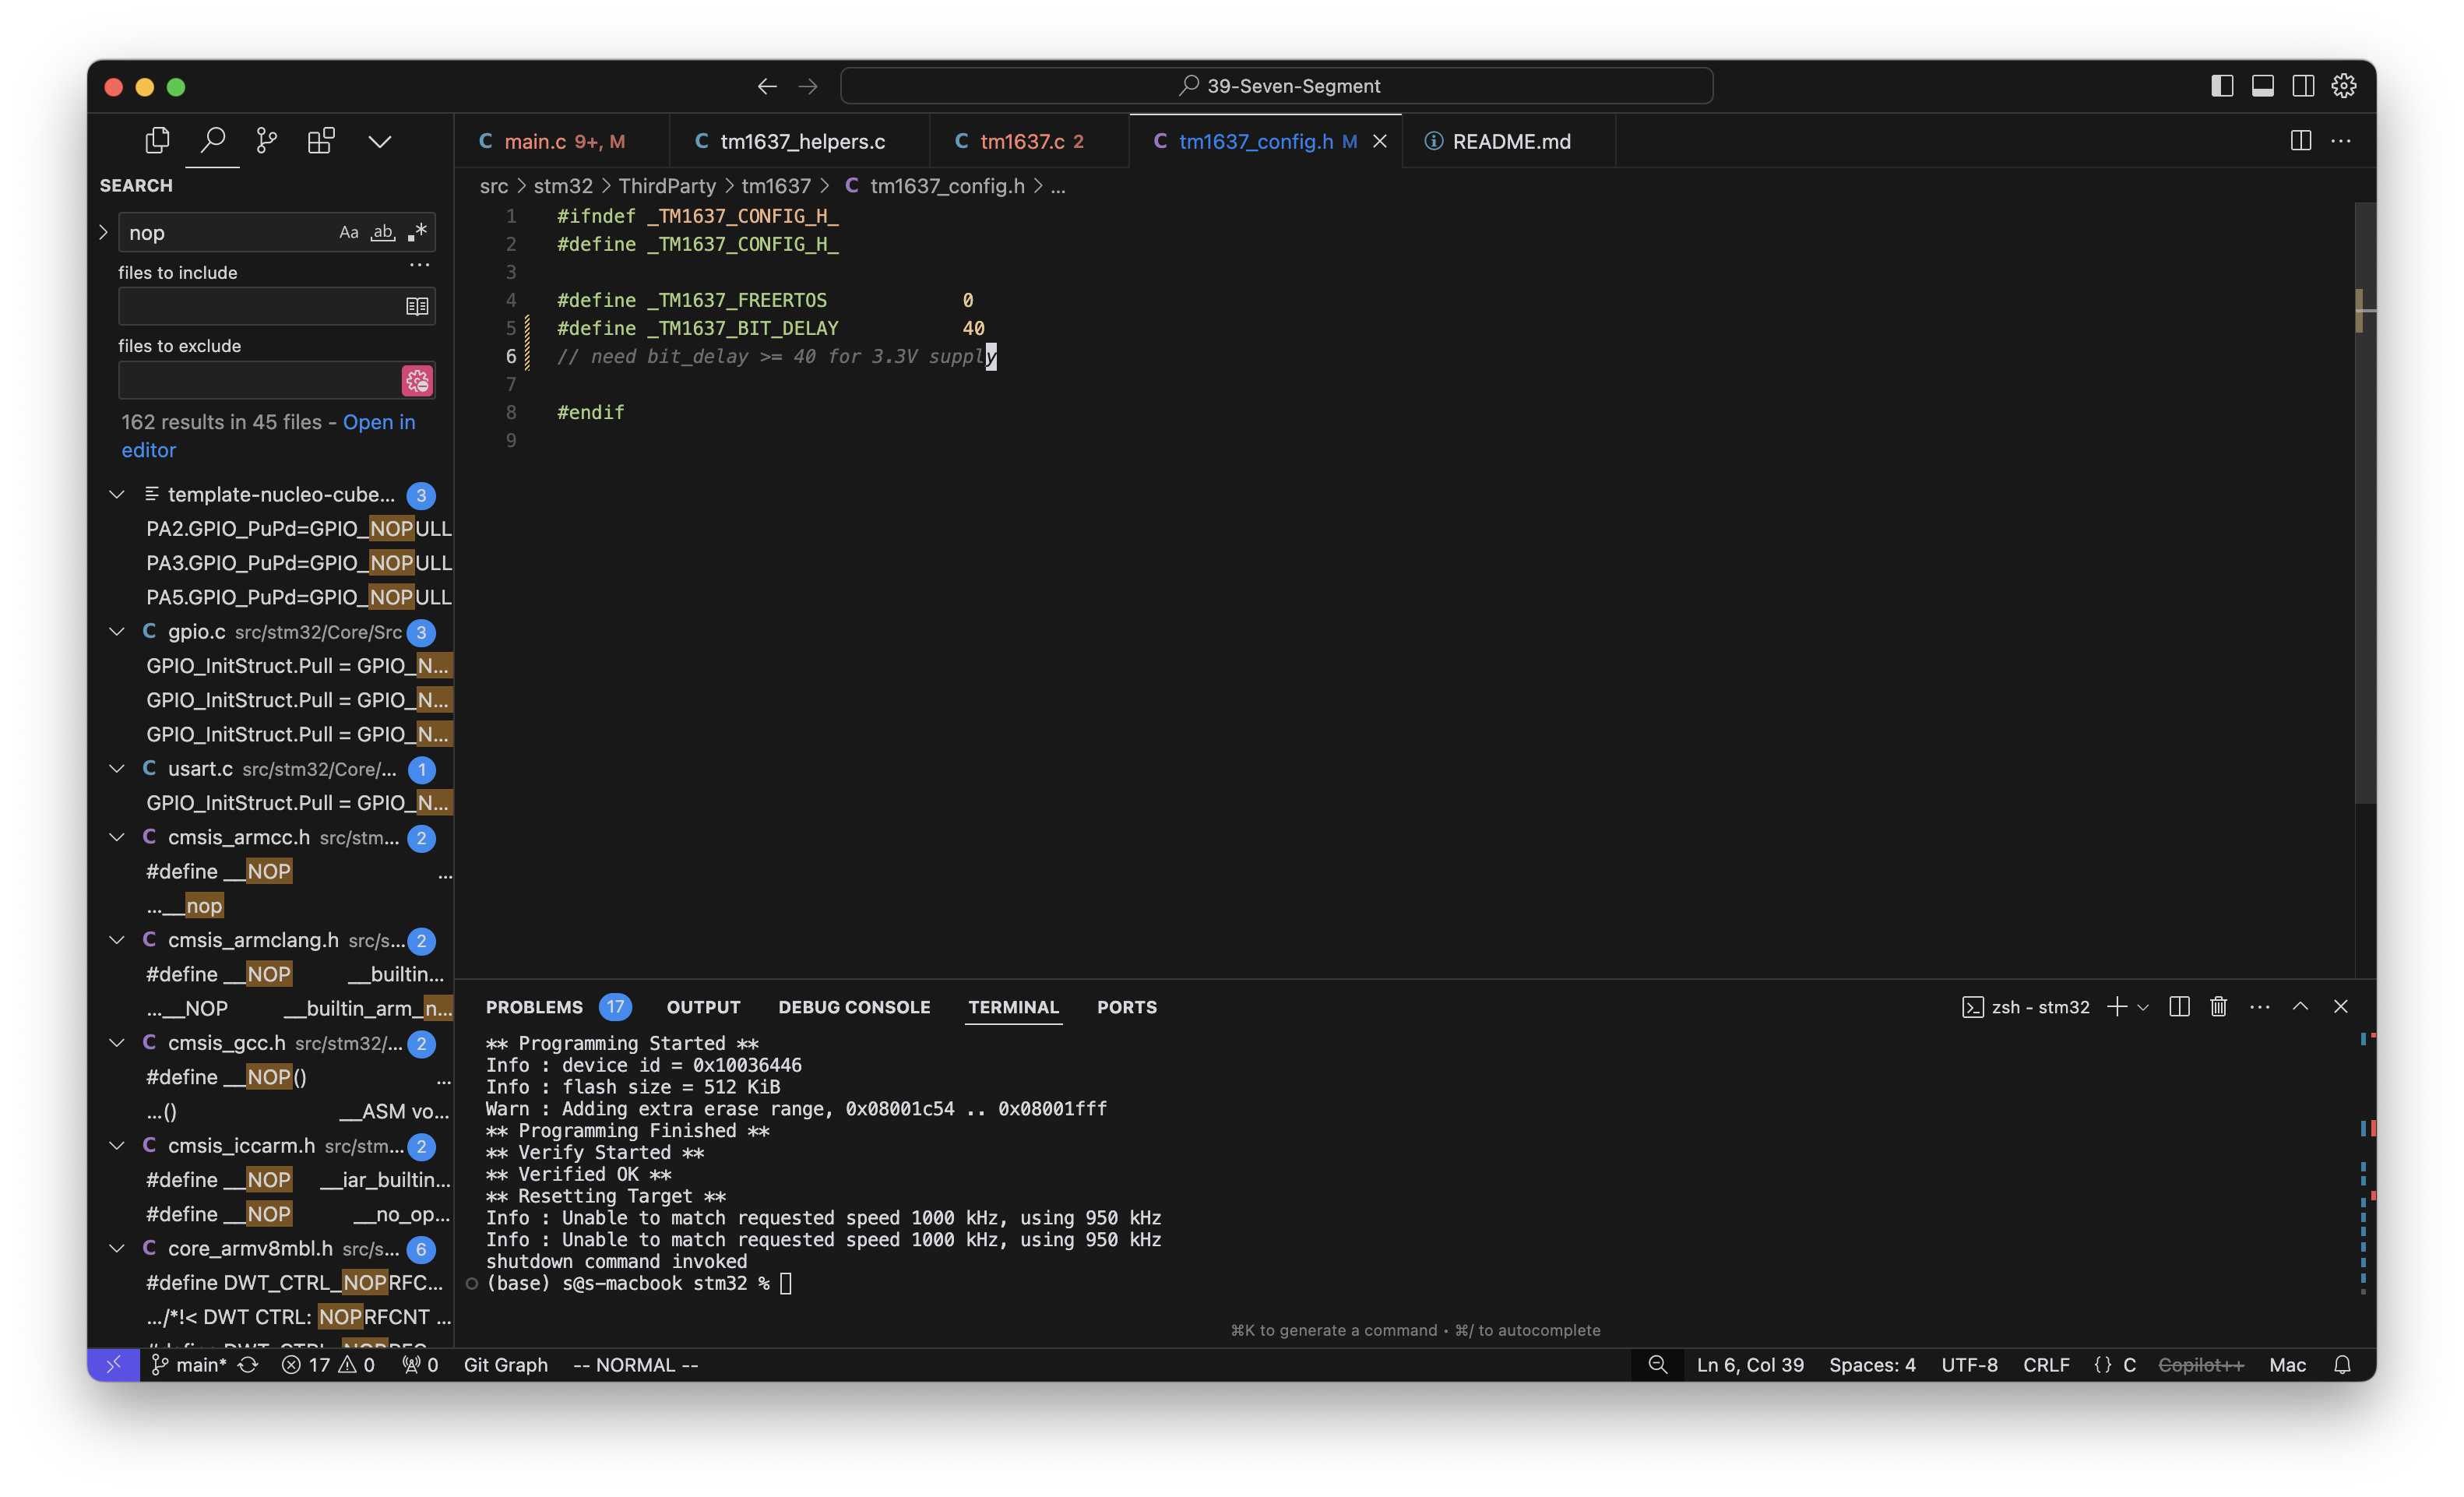 39-Seven-Segment
SEARCH
nop
Aa ab .*
files to include
files to exclude
162 results in 45 files - Open in
editor
template-nucleo-cube... 3
PA2.GPIO_PuPd=GPIO_NOPULL
PA3.GPIO_PuPd=GPIO_NOPULL
PA5.GPIO_PuPd=GPIO_NOPULL
C gpio.c src/stm32/Core/Src 3
GPIO_InitStruct.Pull = GPIO_N...
GPIO_InitStruct.Pull = GPIO_N...
GPIO_InitStruct.Pull = GPIO_N...
C usart.c src/stm32/Core/... 1
GPIO_InitStruct.Pull = GPIO_N...
C cmsis_armcc.h src/stm... 2
#define __NOP ...
...__nop
C cmsis_armclang.h src/s... 2
#define __NOP __builtin...
...__NOP __builtin_arm_n...
C cmsis_gcc.h src/stm32/... 2
#define __NOP() ...
...() __ASM vo...
C cmsis_iccarm.h src/stm... 2
#define __NOP __iar_builtin...
#define __NOP __no_op...
C core_armv8mbl.h src/s... 6
#define DWT_CTRL_NOPRFC...
.../*!< DWT CTRL: NOPRFCNT ...
C main.c 9+, M
C tm1637_helpers.c
C tm1637.c 2
C tm1637_config.h M
README.md
src > stm32 > ThirdParty > tm1637 > C tm1637_config.h > ...
1 #ifndef _TM1637_CONFIG_H_
2 #define _TM1637_CONFIG_H_
3
4 #define _TM1637_FREERTOS 0
5 #define _TM1637_BIT_DELAY 40
6 // need bit_delay >= 40 for 3.3V supply
7
8 #endif
9
PROBLEMS 17 OUTPUT DEBUG CONSOLE TERMINAL PORTS
zsh - stm32
** Programming Started **
Info : device id = 0x10036446
Info : flash size = 512 KiB
Warn : Adding extra erase range, 0x08001c54 .. 0x08001fff
** Programming Finished **
** Verify Started **
** Verified OK **
** Resetting Target **
Info : Unable to match requested speed 1000 kHz, using 950 kHz
Info : Unable to match requested speed 1000 kHz, using 950 kHz
shutdown command invoked
(base) s@s-macbook stm32 %
⌘K to generate a command • ⌘/ to autocomplete
main* 17 0 0 Git Graph -- NORMAL --
Ln 6, Col 39 Spaces: 4 UTF-8 CRLF {} C Copilot++ Mac